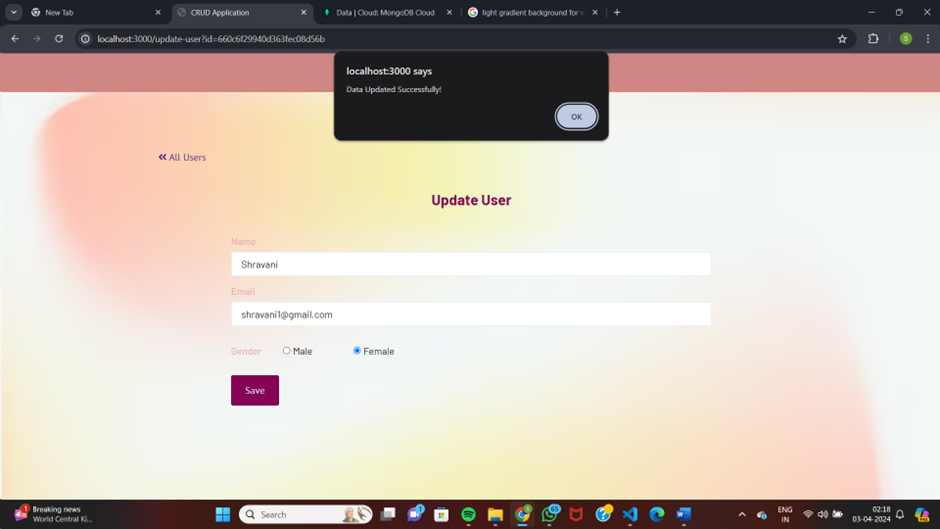 New Tab
CRUD Application
Data | Cloud: MongoDB Cloud
light gradient background for w
localhost:3000/update-user?id=660c6f29940d363fec08d56b
S
localhost:3000 says
Data Updated Successfully!
OK
All Users
Update User
Name
Shravani
Email
shravani1@gmail.com
Gender
Male
Female
Save
Breaking news
World Central Ki...
Search
ENG
IN
02:18
03-04-2024